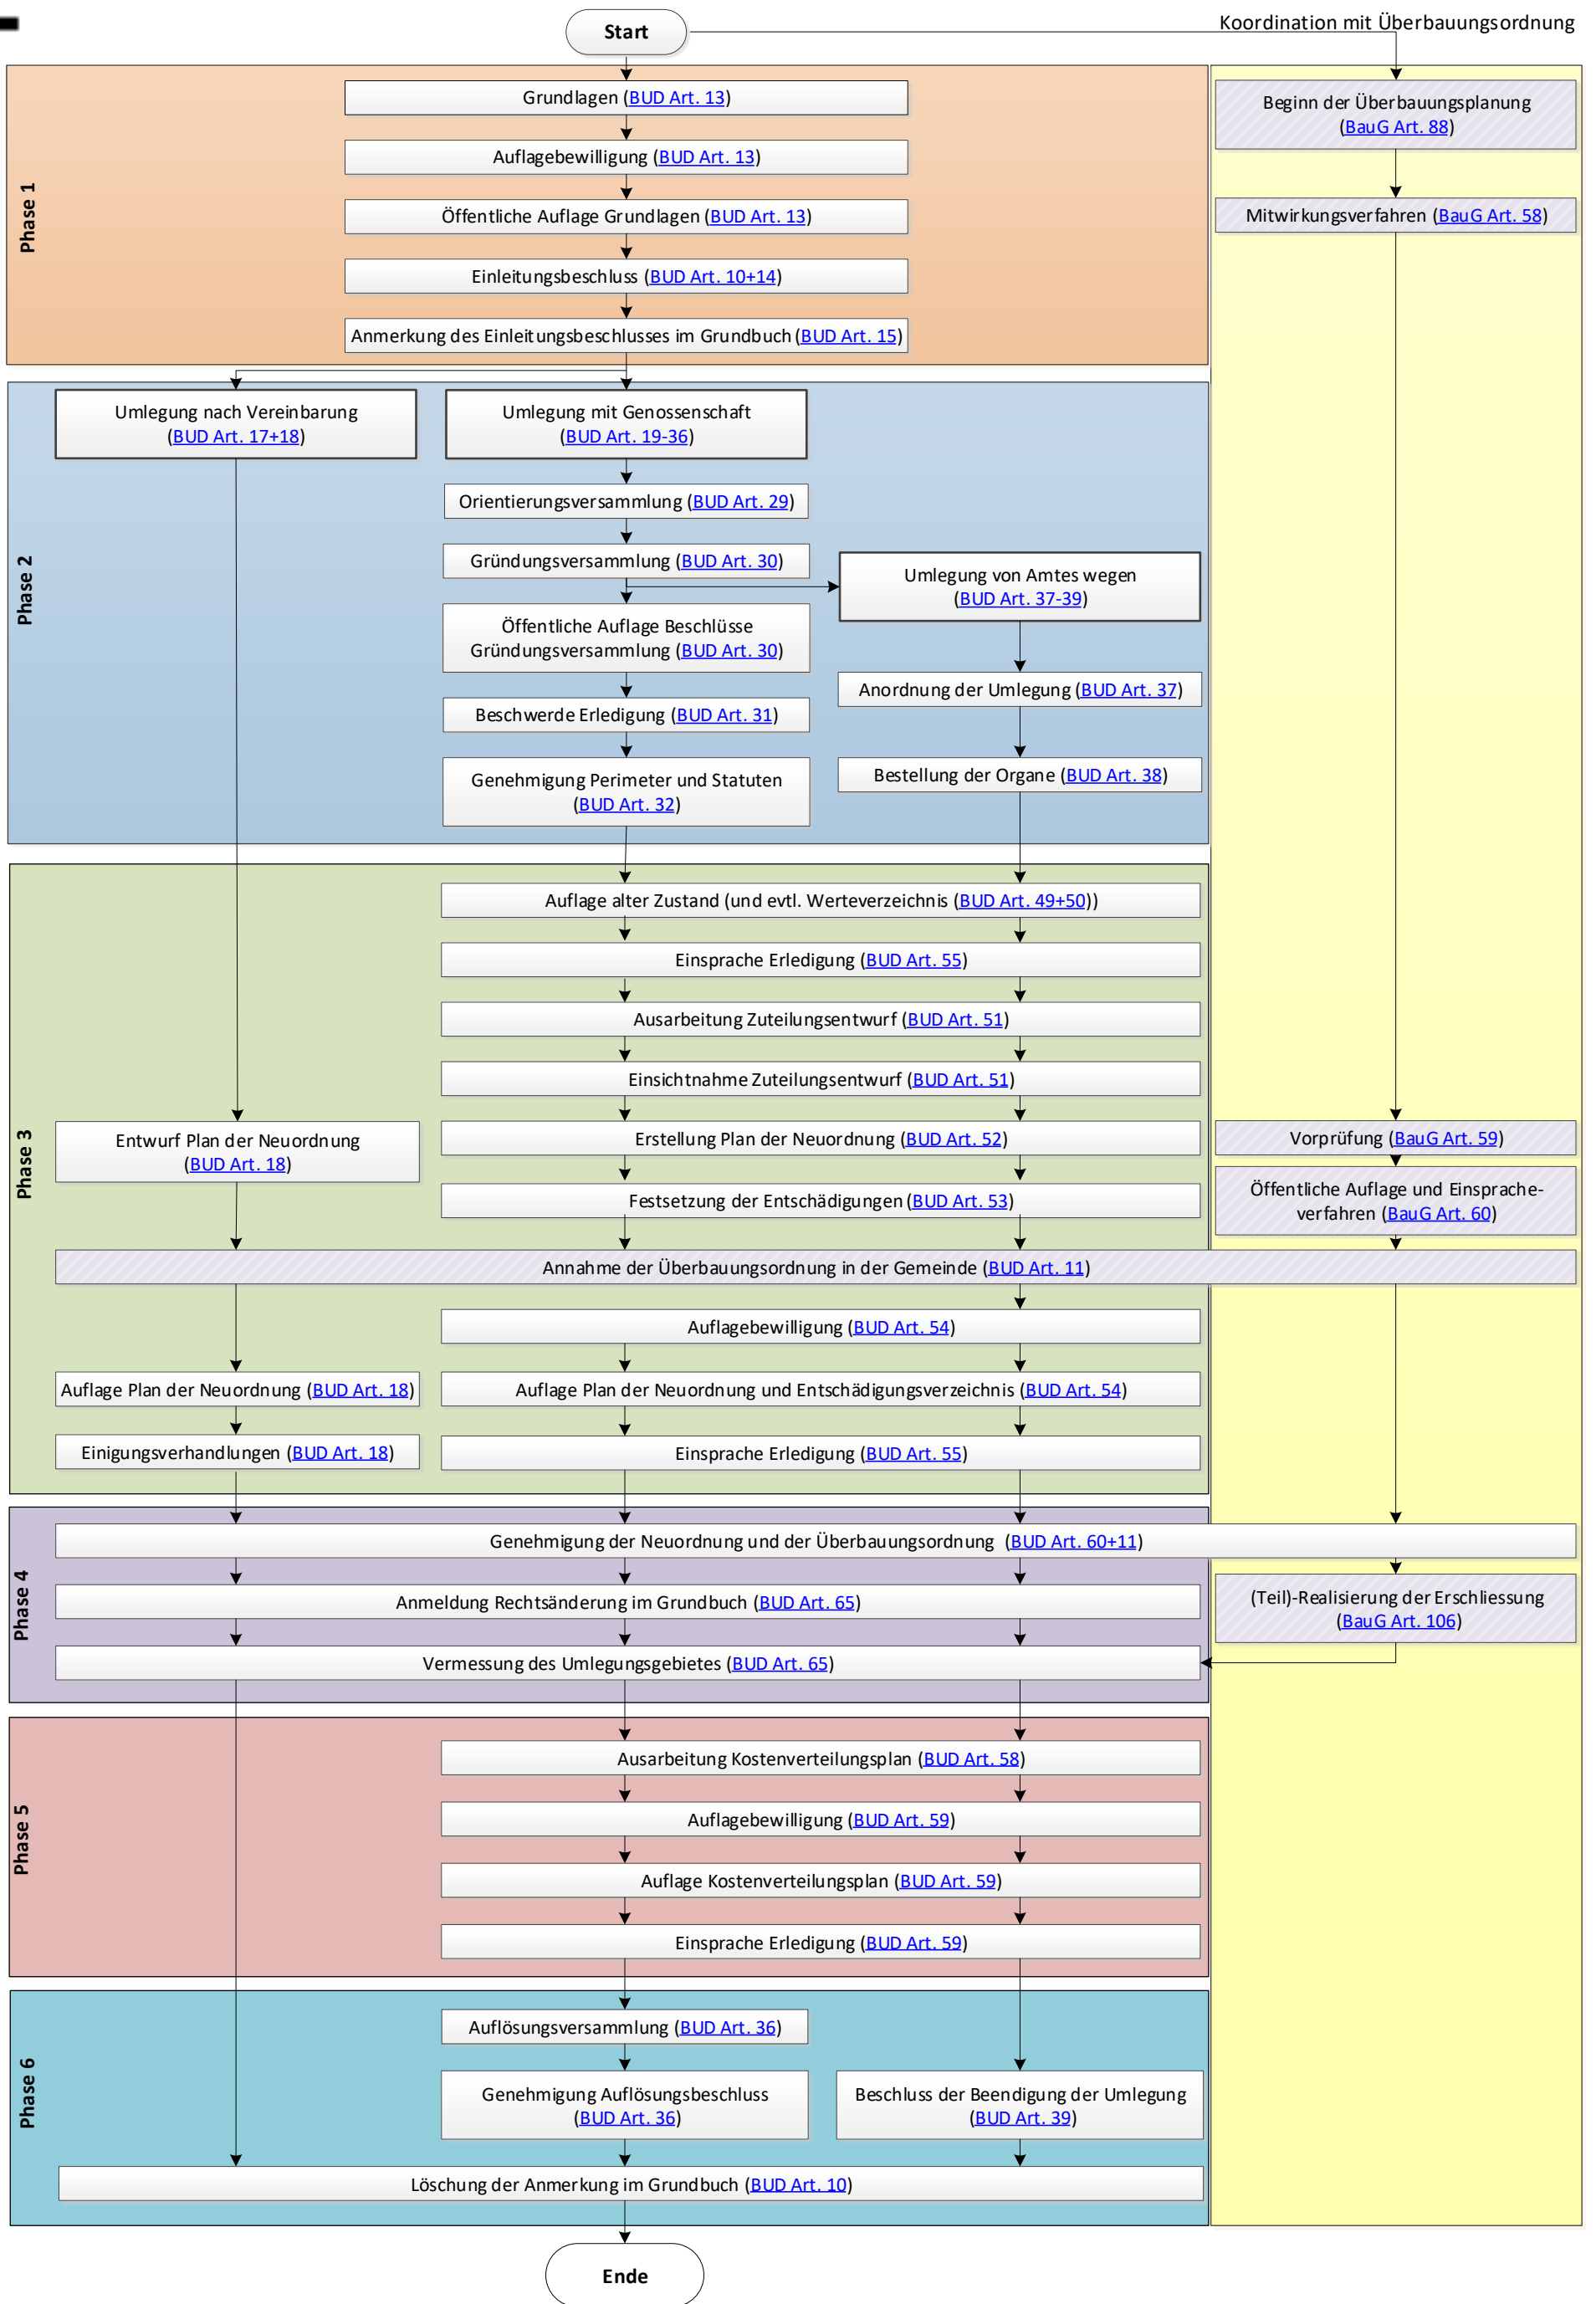 Start
Koordination mit Überbauungsordnung
Phase 1
Grundlagen (BUD Art. 13)
Auflagebewilligung (BUD Art. 13)
Öffentliche Auflage Grundlagen (BUD Art. 13)
Einleitungsbeschluss (BUD Art. 10+14)
Anmerkung des Einleitungsbeschlusses im Grundbuch (BUD Art. 15)
Beginn der Überbauungsplanung
(BauG Art. 88)
Mitwirkungsverfahren (BauG Art. 58)
Phase 2
Umlegung nach Vereinbarung
(BUD Art. 17+18)
Umlegung mit Genossenschaft
(BUD Art. 19-36)
Orientierungsversammlung (BUD Art. 29)
Gründungsversammlung (BUD Art. 30)
Öffentliche Auflage Beschlüsse
Gründungsversammlung (BUD Art. 30)
Beschwerde Erledigung (BUD Art. 31)
Genehmigung Perimeter und Statuten
(BUD Art. 32)
Umlegung von Amtes wegen
(BUD Art. 37-39)
Anordnung der Umlegung (BUD Art. 37)
Bestellung der Organe (BUD Art. 38)
Phase 3
Auflage alter Zustand (und evtl. Werteverzeichnis (BUD Art. 49+50))
Einsprache Erledigung (BUD Art. 55)
Ausarbeitung Zuteilungsentwurf (BUD Art. 51)
Einsichtnahme Zuteilungsentwurf (BUD Art. 51)
Entwurf Plan der Neuordnung
(BUD Art. 18)
Erstellung Plan der Neuordnung (BUD Art. 52)
Festsetzung der Entschädigungen (BUD Art. 53)
Vorprüfung (BauG Art. 59)
Öffentliche Auflage und Einsprache-
verfahren (BauG Art. 60)
Annahme der Überbauungsordnung in der Gemeinde (BUD Art. 11)
Auflagebewilligung (BUD Art. 54)
Auflage Plan der Neuordnung (BUD Art. 18)
Auflage Plan der Neuordnung und Entschädigungsverzeichnis (BUD Art. 54)
Einigungsverhandlungen (BUD Art. 18)
Einsprache Erledigung (BUD Art. 55)
Phase 4
Genehmigung der Neuordnung und der Überbauungsordnung (BUD Art. 60+11)
Anmeldung Rechtsänderung im Grundbuch (BUD Art. 65)
(Teil)-Realisierung der Erschliessung
(BauG Art. 106)
Vermessung des Umlegungsgebietes (BUD Art. 65)
Phase 5
Ausarbeitung Kostenverteilungsplan (BUD Art. 58)
Auflagebewilligung (BUD Art. 59)
Auflage Kostenverteilungsplan (BUD Art. 59)
Einsprache Erledigung (BUD Art. 59)
Phase 6
Auflösungsversammlung (BUD Art. 36)
Genehmigung Auflösungsbeschluss
(BUD Art. 36)
Beschluss der Beendigung der Umlegung
(BUD Art. 39)
Löschung der Anmerkung im Grundbuch (BUD Art. 10)
Ende